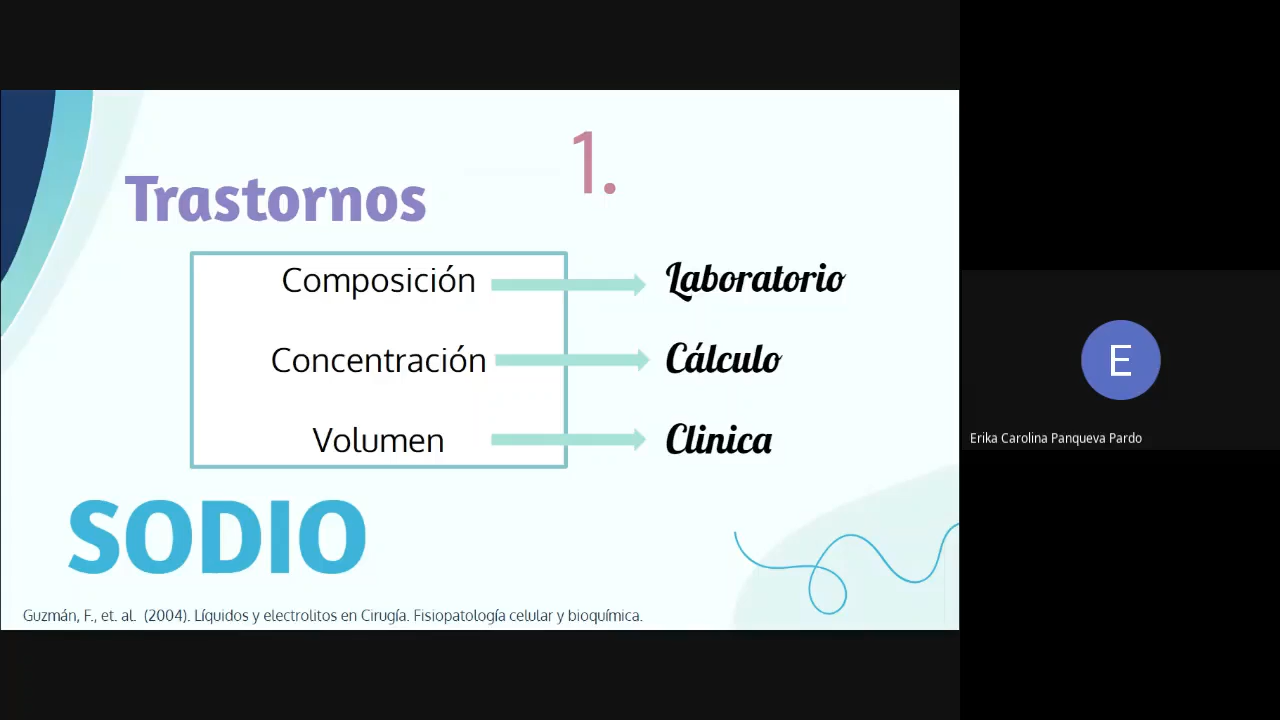 1.
Trastornos
Composición
Laboratorio
Concentración
Cálculo
Volumen
Clinica
SODIO
Guzmán, F., et. al. (2004). Líquidos y electrolitos en Cirugía. Fisiopatología celular y bioquímica.
E
Erika Carolina Panqueva Pardo